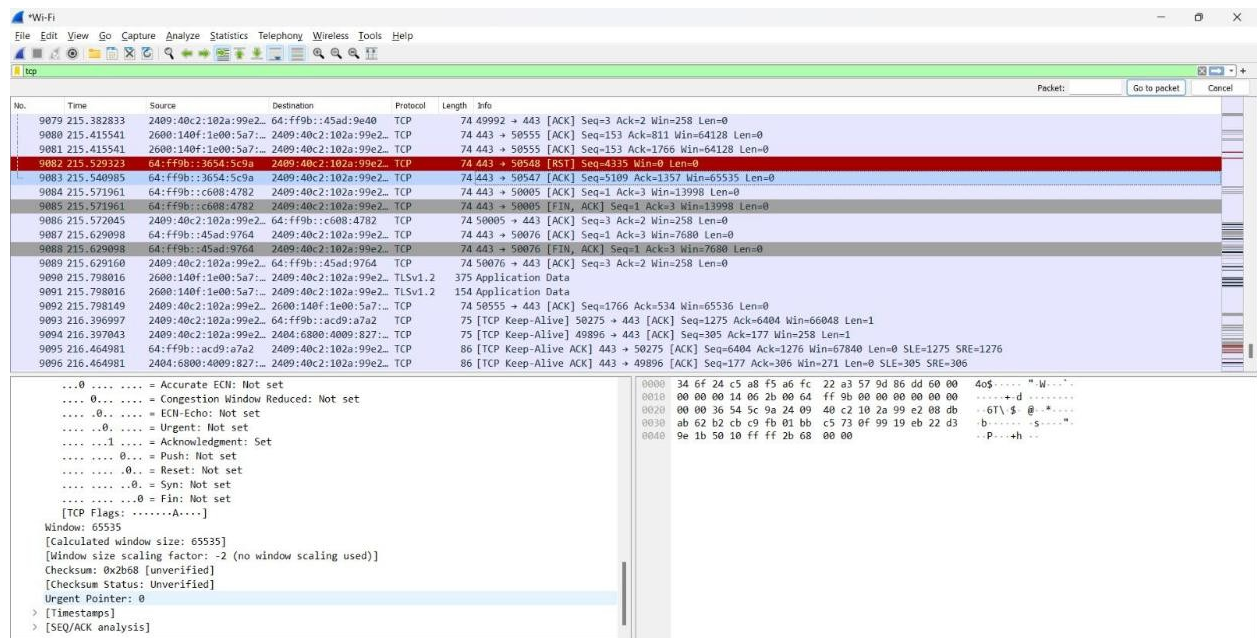 *Wi-Fi
File Edit View Go Capture Analyze Statistics Telephony Wireless Tools Help
tcp
Packet: Go to packet Cancel
No. Time Source Destination Protocol Length Info
9079 215.382833 2409:40c2:102a:99e2… 64:ff9b::45ad:9e40 TCP 74 49992 → 443 [ACK] Seq=3 Ack=2 Win=258 Len=0
9080 215.415541 2600:140f:1e00:5a7:… 2409:40c2:102a:99e2… TCP 74 443 → 50555 [ACK] Seq=153 Ack=811 Win=64128 Len=0
9081 215.415541 2600:140f:1e00:5a7:… 2409:40c2:102a:99e2… TCP 74 443 → 50555 [ACK] Seq=153 Ack=1766 Win=64128 Len=0
9082 215.529323 64:ff9b::3654:5c9a 2409:40c2:102a:99e2… TCP 74 443 → 50548 [RST] Seq=4335 Win=0 Len=0
9083 215.540985 64:ff9b::3654:5c9a 2409:40c2:102a:99e2… TCP 74 443 → 50547 [ACK] Seq=5109 Ack=1357 Win=65535 Len=0
9084 215.571961 64:ff9b::c608:4782 2409:40c2:102a:99e2… TCP 74 443 → 50005 [ACK] Seq=1 Ack=3 Win=13998 Len=0
9085 215.571961 64:ff9b::c608:4782 2409:40c2:102a:99e2… TCP 74 443 → 50005 [FIN, ACK] Seq=1 Ack=3 Win=13998 Len=0
9086 215.572045 2409:40c2:102a:99e2… 64:ff9b::c608:4782 TCP 74 50005 → 443 [ACK] Seq=3 Ack=2 Win=258 Len=0
9087 215.629098 64:ff9b::45ad:9764 2409:40c2:102a:99e2… TCP 74 443 → 50076 [ACK] Seq=1 Ack=3 Win=7680 Len=0
9088 215.629098 64:ff9b::45ad:9764 2409:40c2:102a:99e2… TCP 74 443 → 50076 [FIN, ACK] Seq=1 Ack=3 Win=7680 Len=0
9089 215.629160 2409:40c2:102a:99e2… 64:ff9b::45ad:9764 TCP 74 50076 → 443 [ACK] Seq=3 Ack=2 Win=258 Len=0
9090 215.798016 2600:140f:1e00:5a7:… 2409:40c2:102a:99e2… TLSv1.2 375 Application Data
9091 215.798016 2600:140f:1e00:5a7:… 2409:40c2:102a:99e2… TLSv1.2 154 Application Data
9092 215.798149 2409:40c2:102a:99e2… 2600:140f:1e00:5a7:… TCP 74 50555 → 443 [ACK] Seq=1766 Ack=534 Win=65536 Len=0
9093 216.396997 2409:40c2:102a:99e2… 64:ff9b::acd9:a7a2 TCP 75 [TCP Keep-Alive] 50275 → 443 [ACK] Seq=1275 Ack=6404 Win=66048 Len=1
9094 216.397043 2409:40c2:102a:99e2… 2404:6800:4009:827:… TCP 75 [TCP Keep-Alive] 49896 → 443 [ACK] Seq=305 Ack=177 Win=258 Len=1
9095 216.464981 64:ff9b::acd9:a7a2 2409:40c2:102a:99e2… TCP 86 [TCP Keep-Alive ACK] 443 → 50275 [ACK] Seq=6404 Ack=1276 Win=67840 Len=0 SLE=1275 SRE=1276
9096 216.464981 2404:6800:4009:827:… 2409:40c2:102a:99e2… TCP 86 [TCP Keep-Alive ACK] 443 → 49896 [ACK] Seq=177 Ack=306 Win=271 Len=0 SLE=305 SRE=306
...0 .... .... = Accurate ECN: Not set
.... 0... .... = Congestion Window Reduced: Not set
.... .0.. .... = ECN-Echo: Not set
.... ..0. .... = Urgent: Not set
.... ...1 .... = Acknowledgment: Set
.... .... 0... = Push: Not set
.... .... .0.. = Reset: Not set
.... .... ..0. = Syn: Not set
.... .... ...0 = Fin: Not set
[TCP Flags: ·······A····]
Window: 65535
[Calculated window size: 65535]
[Window size scaling factor: -2 (no window scaling used)]
Checksum: 0x2b68 [unverified]
[Checksum Status: Unverified]
Urgent Pointer: 0
> [Timestamps]
> [SEQ/ACK analysis]
0000 34 6f 24 c5 a8 f5 a6 fc 22 a3 57 9d 86 dd 60 00 4o$····· "·W···`·
0010 00 00 00 14 06 2b 00 64 ff 9b 00 00 00 00 00 00 ·····+·d ········
0020 00 00 36 54 5c 9a 24 09 40 c2 10 2a 99 e2 08 db ··6T\·$· @··*····
0030 ab 62 b2 cb c9 fb 01 bb c5 73 0f 99 19 eb 22 d3 ·b······ ·s····"·
0040 9e 1b 50 10 ff ff 2b 68 00 00 ··P···+h ··